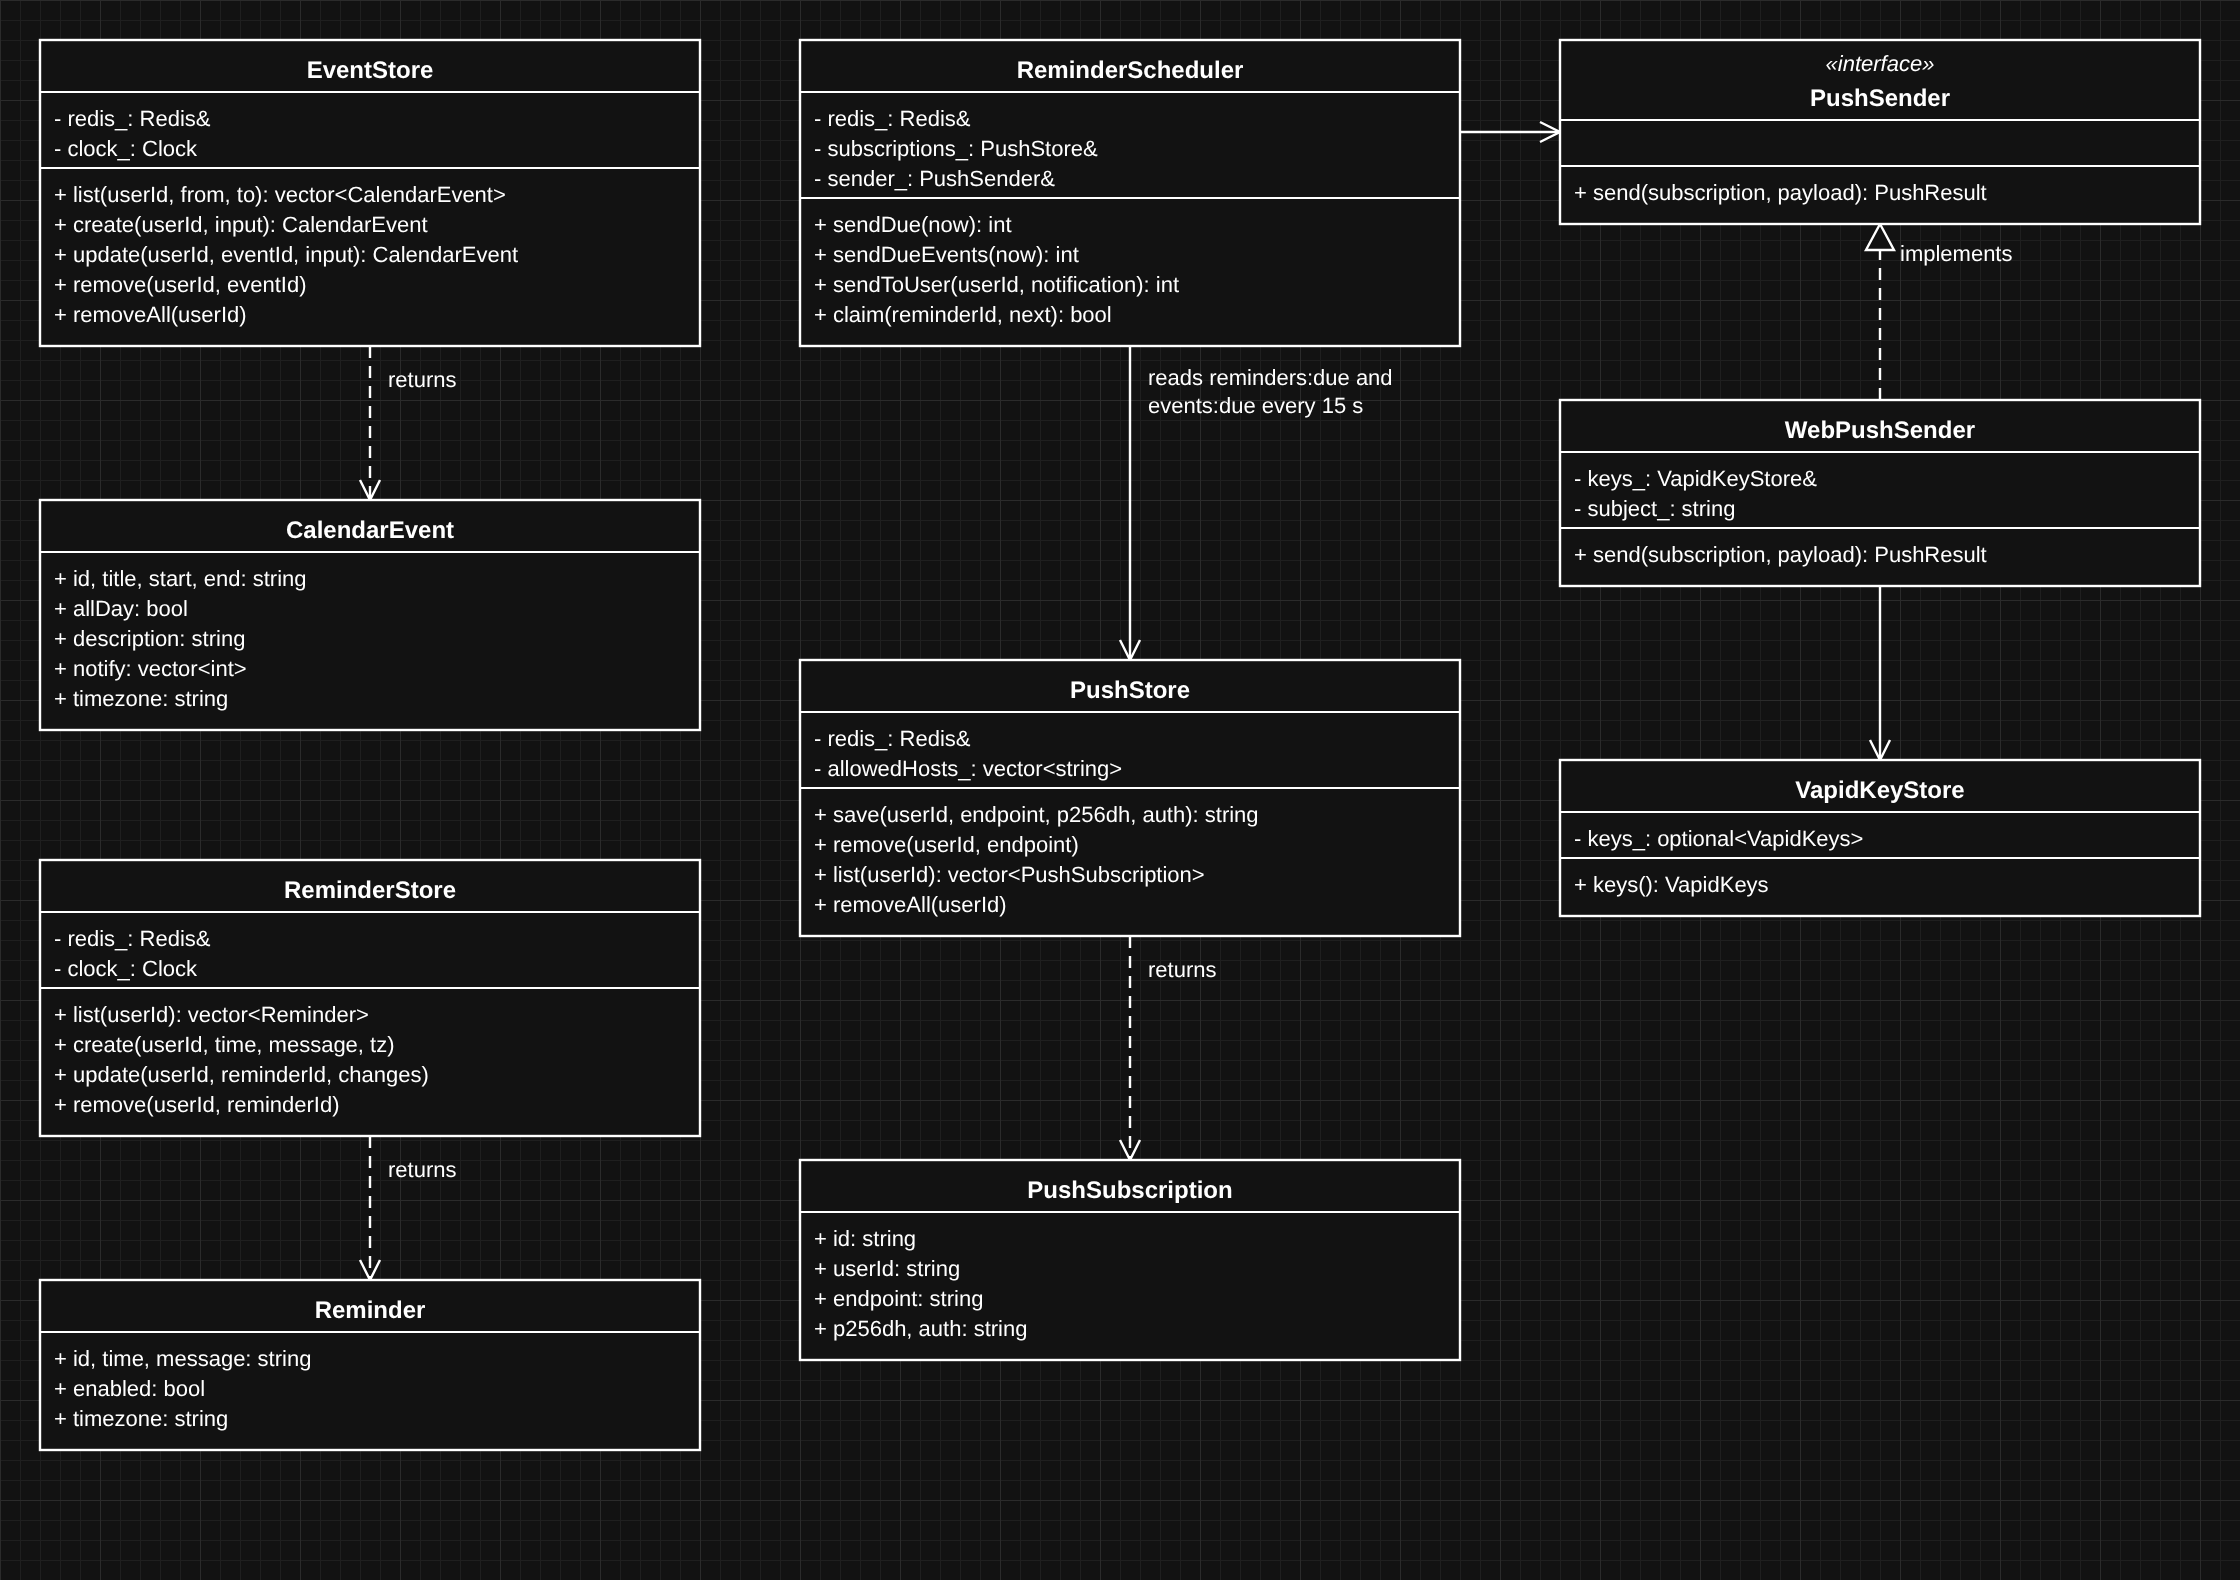 EventStore
- redis_: Redis&
- clock_: Clock
+ list(userId, from, to): vector<CalendarEvent>
+ create(userId, input): CalendarEvent
+ update(userId, eventId, input): CalendarEvent
+ remove(userId, eventId)
+ removeAll(userId)
returns
CalendarEvent
+ id, title, start, end: string
+ allDay: bool
+ description: string
+ notify: vector<int>
+ timezone: string
ReminderStore
- redis_: Redis&
- clock_: Clock
+ list(userId): vector<Reminder>
+ create(userId, time, message, tz)
+ update(userId, reminderId, changes)
+ remove(userId, reminderId)
returns
Reminder
+ id, time, message: string
+ enabled: bool
+ timezone: string
ReminderScheduler
- redis_: Redis&
- subscriptions_: PushStore&
- sender_: PushSender&
+ sendDue(now): int
+ sendDueEvents(now): int
+ sendToUser(userId, notification): int
+ claim(reminderId, next): bool
reads reminders:due and
events:due every 15 s
PushStore
- redis_: Redis&
- allowedHosts_: vector<string>
+ save(userId, endpoint, p256dh, auth): string
+ remove(userId, endpoint)
+ list(userId): vector<PushSubscription>
+ removeAll(userId)
returns
PushSubscription
+ id: string
+ userId: string
+ endpoint: string
+ p256dh, auth: string
«interface»
PushSender
+ send(subscription, payload): PushResult
implements
WebPushSender
- keys_: VapidKeyStore&
- subject_: string
+ send(subscription, payload): PushResult
VapidKeyStore
- keys_: optional<VapidKeys>
+ keys(): VapidKeys